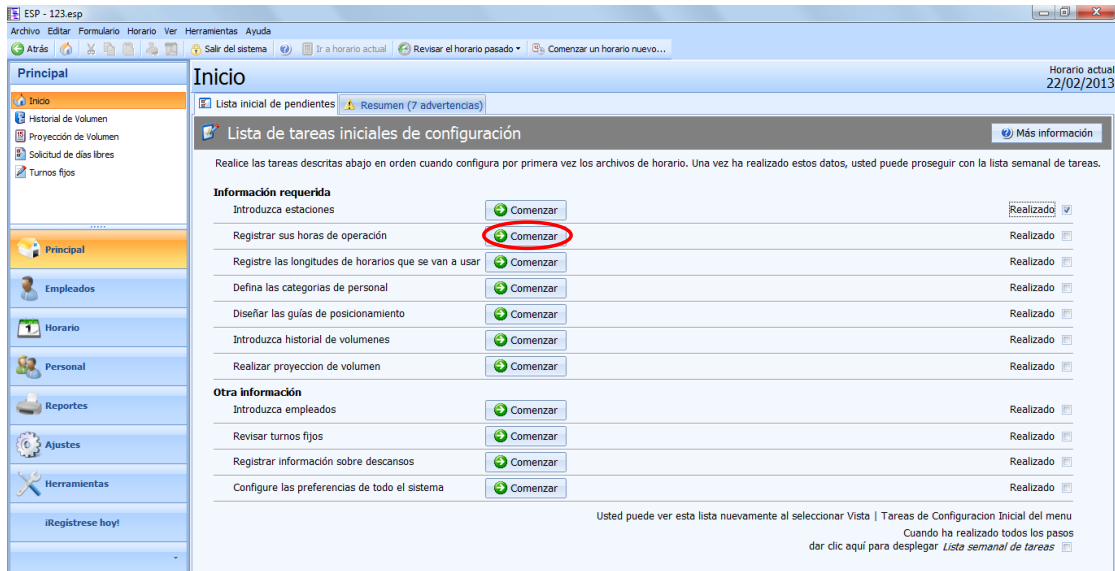 ESP - 123.esp
Archivo Editar Formulario Horario Ver Herramientas Ayuda
Atrás Salir del sistema Ir a horario actual Revisar el horario pasado Comenzar un horario nuevo...
Principal
Inicio
Historial de Volumen
Proyección de Volumen
Solicitud de días libres
Turnos fijos
Principal
Empleados
Horario
Personal
Reportes
Ajustes
Herramientas
¡Regístrese hoy!
Inicio
Horario actual
22/02/2013
Lista inicial de pendientes Resumen (7 advertencias)
Lista de tareas iniciales de configuración Más información
Realice las tareas descritas abajo en orden cuando configura por primera vez los archivos de horario. Una vez ha realizado estos datos, usted puede proseguir con la lista semanal de tareas.
Información requerida
Introduzca estaciones Comenzar Realizado
Registrar sus horas de operación Comenzar Realizado
Registre las longitudes de horarios que se van a usar Comenzar Realizado
Defina las categorias de personal Comenzar Realizado
Diseñar las guías de posicionamiento Comenzar Realizado
Introduzca historial de volumenes Comenzar Realizado
Realizar proyeccion de volumen Comenzar Realizado
Otra información
Introduzca empleados Comenzar Realizado
Revisar turnos fijos Comenzar Realizado
Registrar información sobre descansos Comenzar Realizado
Configure las preferencias de todo el sistema Comenzar Realizado
Usted puede ver esta lista nuevamente al seleccionar Vista | Tareas de Configuracion Inicial del menu
Cuando ha realizado todos los pasos
dar clic aquí para desplegar Lista semanal de tareas